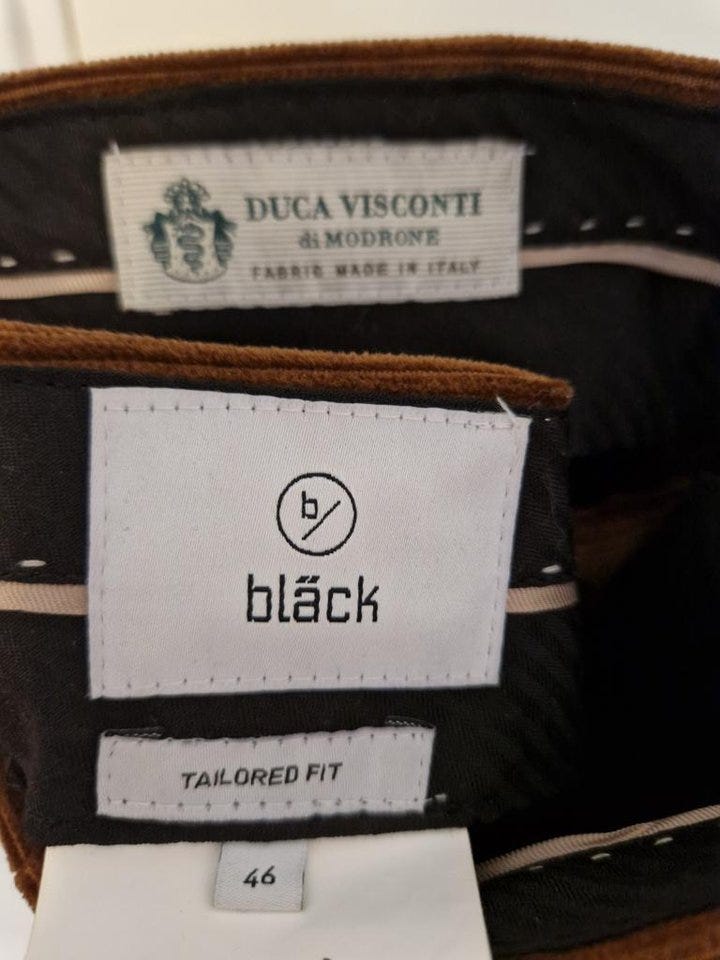 DUCA VISCONTI
di MODRONE
FABRIC MADE IN ITALY
b/
bläck
TAILORED FIT
46